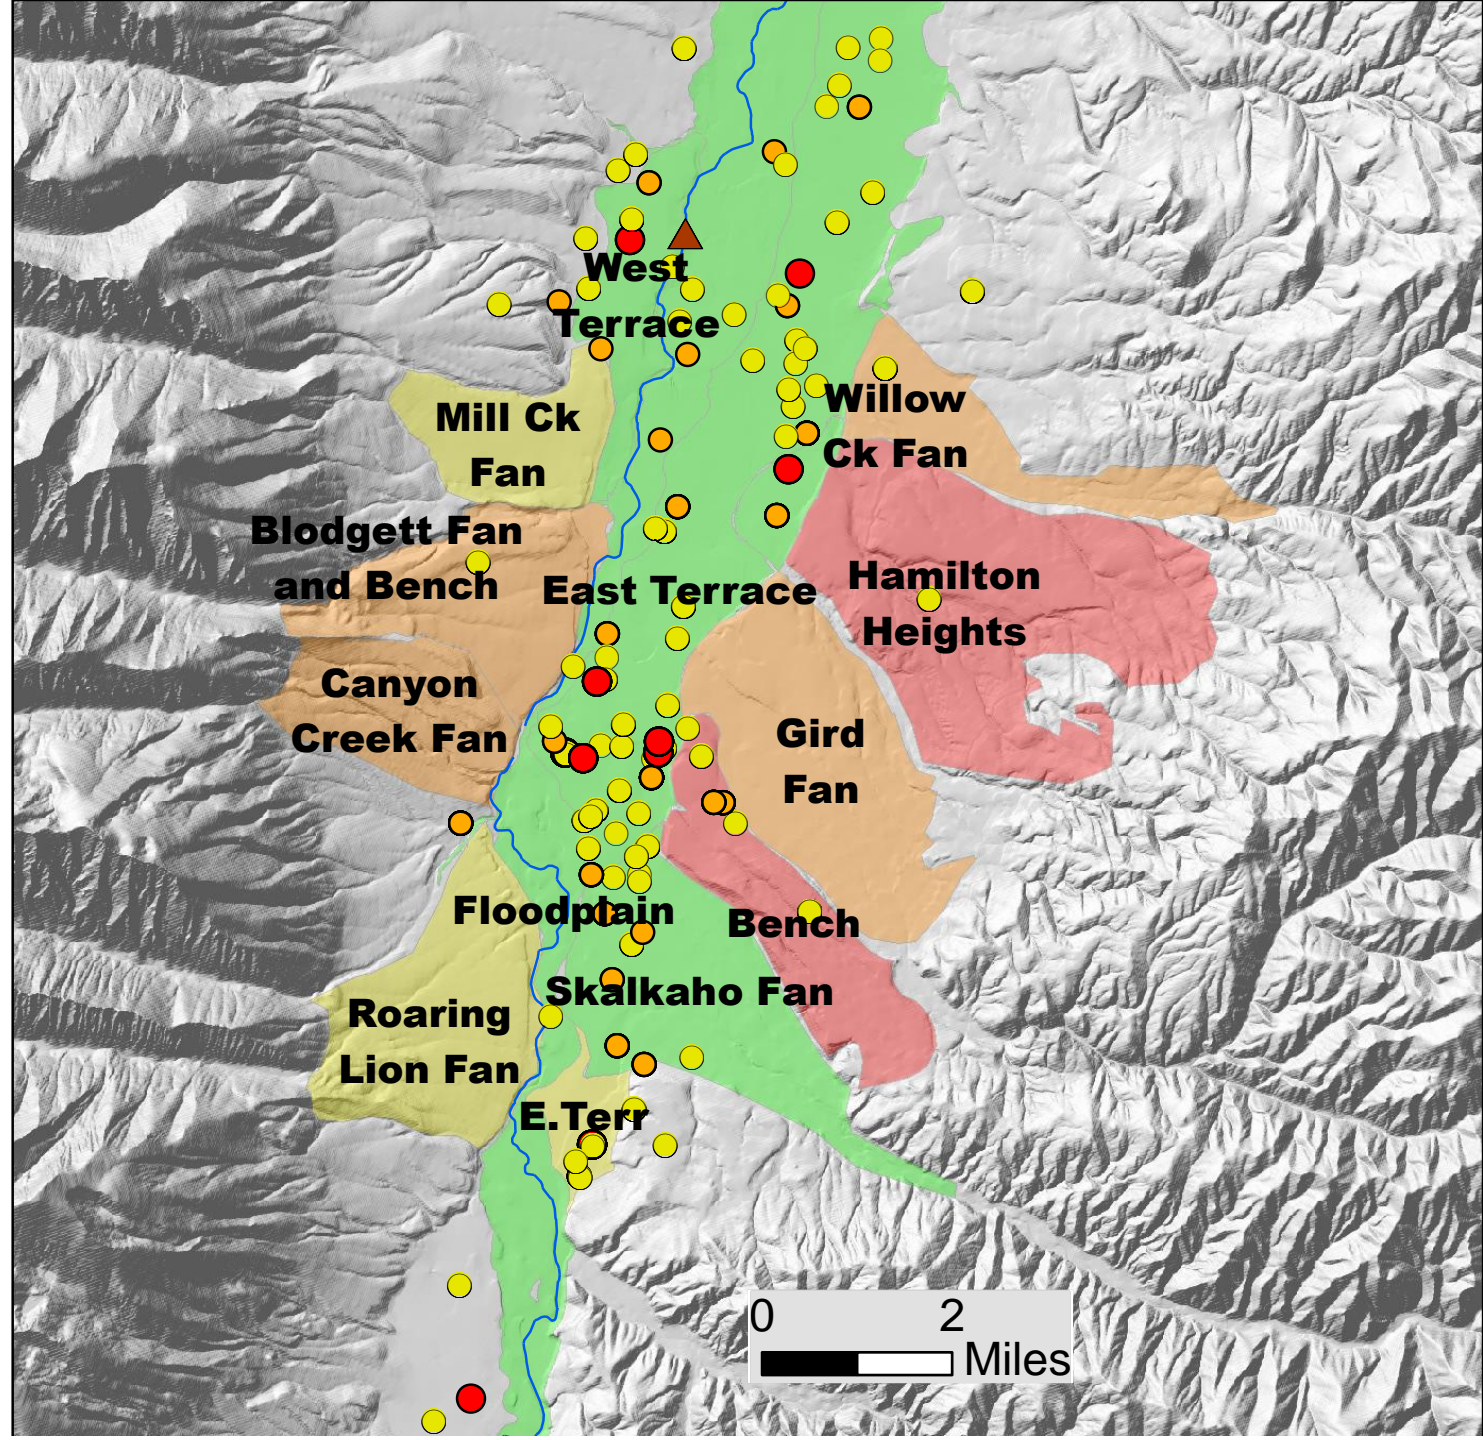 West
Terrace
Willow
Ck Fan
Mill Ck
Fan
Blodgett Fan
and Bench
East Terrace
Hamilton
Heights
Canyon
Creek Fan
Gird
Fan
Floodplain
Bench
Skalkaho Fan
Roaring
Lion Fan
E.Terr
0 2
Miles